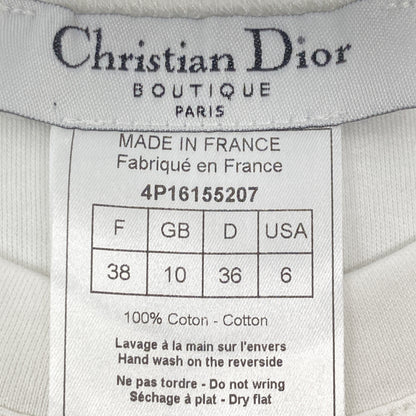 Christian Dior
BOUTIQUE
PARIS
MADE IN FRANCE
Fabriqué en France
4P16155207
F GB D USA
38 10 36 6
100% Coton - Cotton
Lavage à la main sur l'envers
Hand wash on the reverside
Ne pas tordre - Do not wring
Séchage à plat - Dry flat